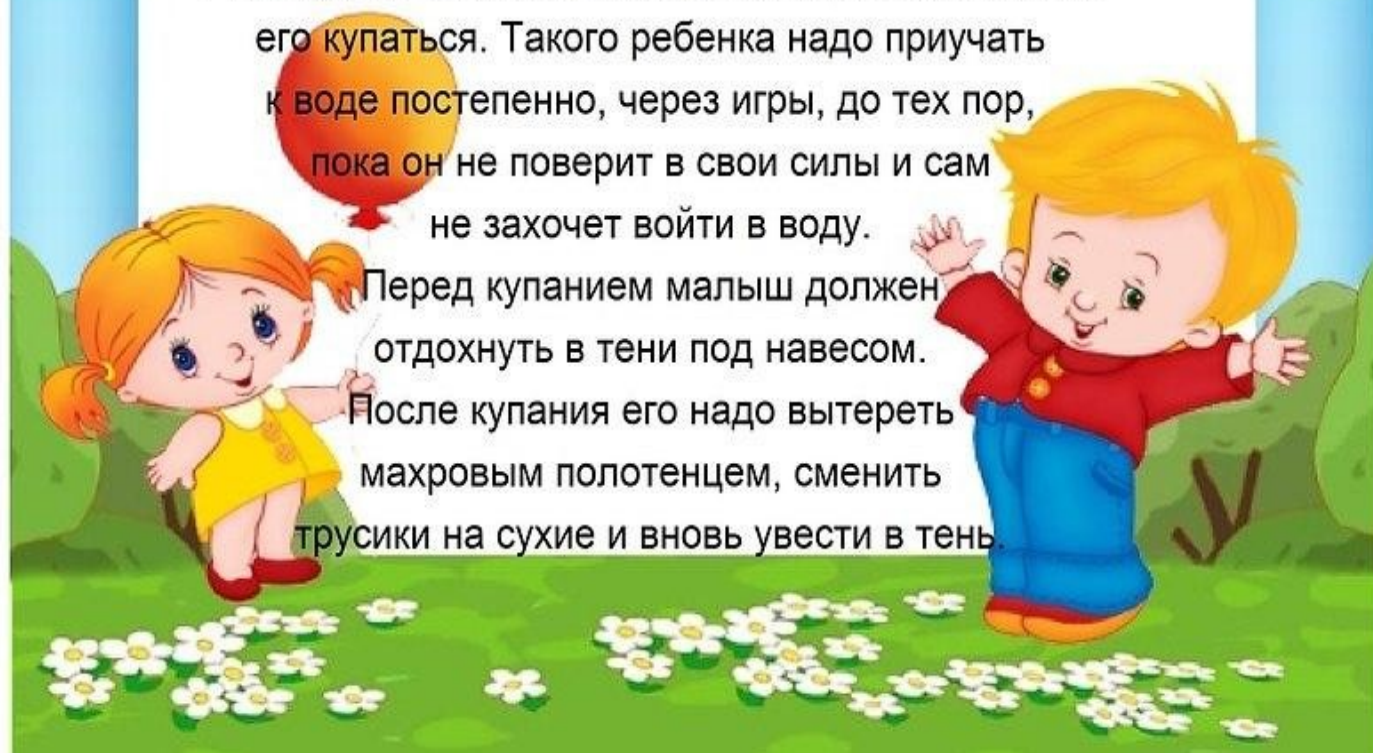 его купаться. Такого ребенка надо приучать
к воде постепенно, через игры, до тех пор,
пока он не поверит в свои силы и сам
не захочет войти в воду.
Перед купанием малыш должен
отдохнуть в тени под навесом.
После купания его надо вытереть
махровым полотенцем, сменить
трусики на сухие и вновь увести в тень.